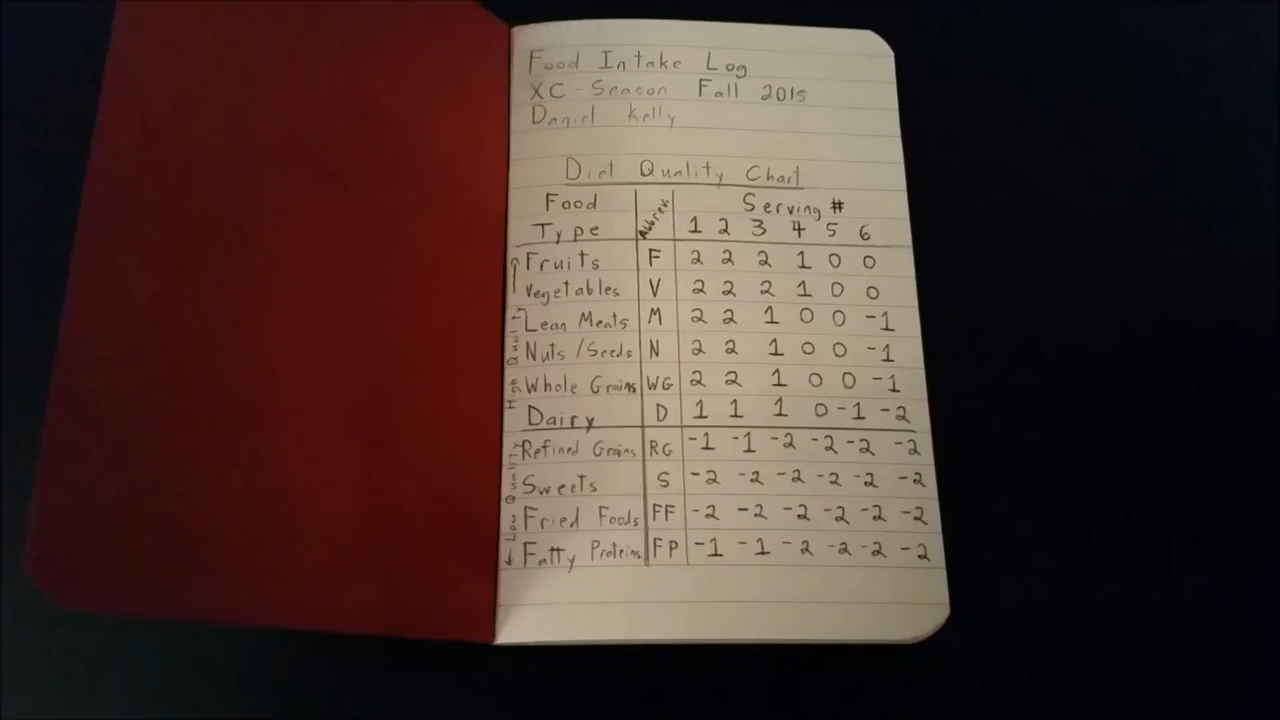 Food Intake Log
XC-Season Fall 2015
Daniel Kelly
Diet Quality Chart
Food Abbrev. Serving #
Type 1 2 3 4 5 6
Fruits F 2 2 2 1 0 0
Vegetables V 2 2 2 1 0 0
Lean Meats M 2 2 1 0 0 -1
Nuts/Seeds N 2 2 1 0 0 -1
Whole Grains WG 2 2 1 0 0 -1
Dairy D 1 1 1 0 -1 -2
High Quality
Refined Grains RG -1 -1 -2 -2 -2 -2
Sweets S -2 -2 -2 -2 -2 -2
Fried Foods FF -2 -2 -2 -2 -2 -2
Fatty Proteins FP -1 -1 -2 -2 -2 -2
Low Quality